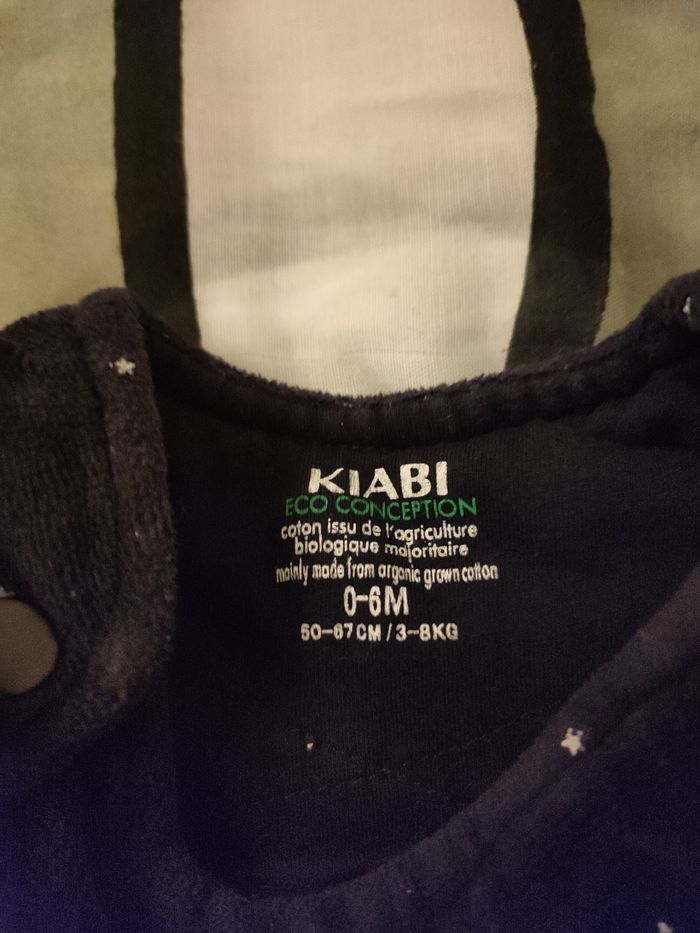 KIABI
ECO CONCEPTION
coton issu de l'agriculture
biologique majoritaire
mainly made from organic grown cotton
0-6M
50-67CM/3-8KG